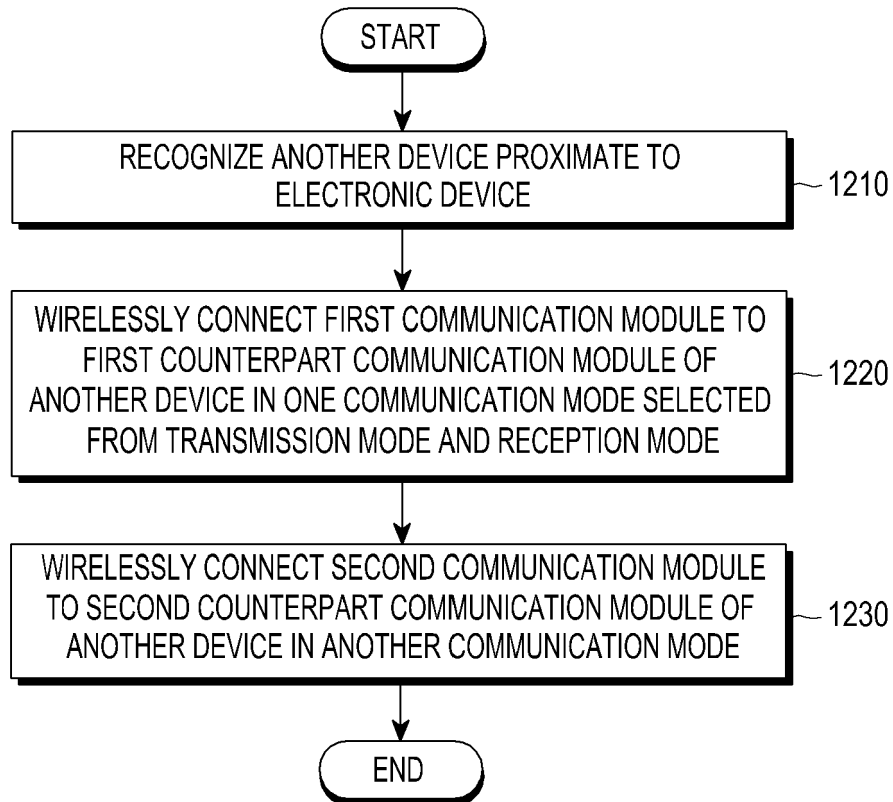 START
RECOGNIZE ANOTHER DEVICE PROXIMATE TO
ELECTRONIC DEVICE
1210
WIRELESSLY CONNECT FIRST COMMUNICATION MODULE TO
FIRST COUNTERPART COMMUNICATION MODULE OF
ANOTHER DEVICE IN ONE COMMUNICATION MODE SELECTED
FROM TRANSMISSION MODE AND RECEPTION MODE
1220
WIRELESSLY CONNECT SECOND COMMUNICATION MODULE
TO SECOND COUNTERPART COMMUNICATION MODULE OF
ANOTHER DEVICE IN ANOTHER COMMUNICATION MODE
1230
END